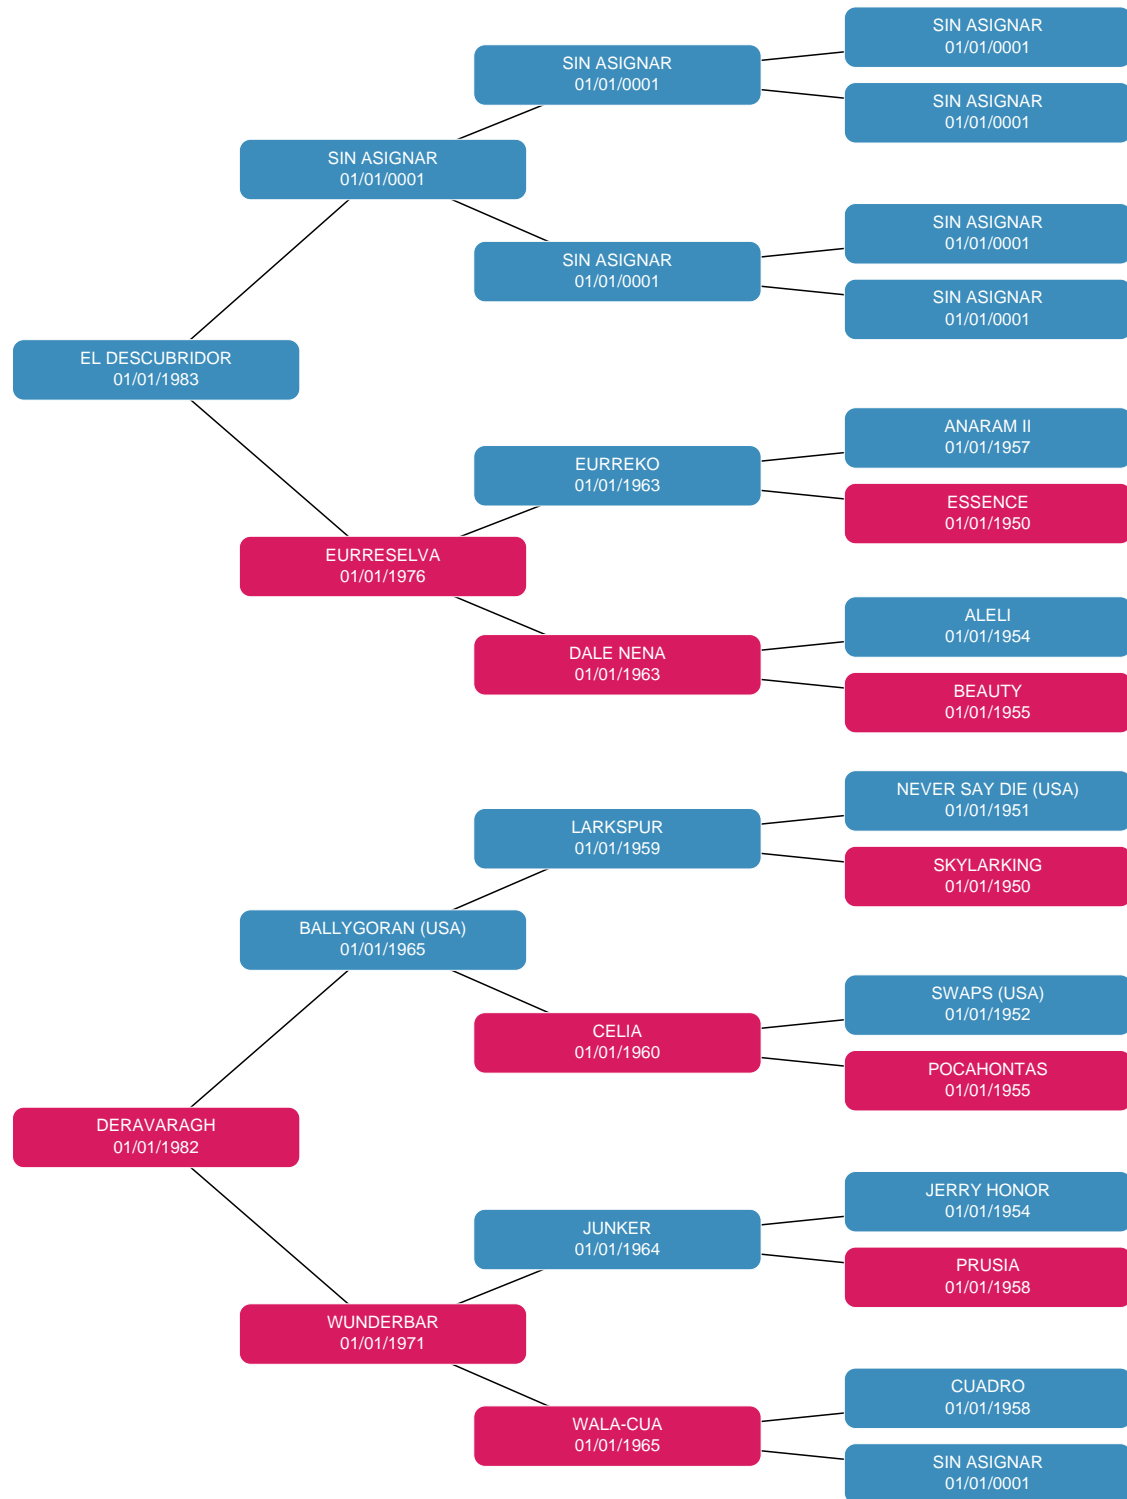 SIN ASIGNAR
01/01/0001
SIN ASIGNAR
01/01/0001
SIN ASIGNAR
01/01/0001
SIN ASIGNAR
01/01/0001
SIN ASIGNAR
01/01/0001
SIN ASIGNAR
01/01/0001
SIN ASIGNAR
01/01/0001
EL DESCUBRIDOR
01/01/1983
ANARAM II
01/01/1957
EURREKO
01/01/1963
ESSENCE
01/01/1950
EURRESELVA
01/01/1976
ALELI
01/01/1954
DALE NENA
01/01/1963
BEAUTY
01/01/1955
NEVER SAY DIE (USA)
01/01/1951
LARKSPUR
01/01/1959
SKYLARKING
01/01/1950
BALLYGORAN (USA)
01/01/1965
SWAPS (USA)
01/01/1952
CELIA
01/01/1960
POCAHONTAS
01/01/1955
DERAVARAGH
01/01/1982
JERRY HONOR
01/01/1954
JUNKER
01/01/1964
PRUSIA
01/01/1958
WUNDERBAR
01/01/1971
CUADRO
01/01/1958
WALA-CUA
01/01/1965
SIN ASIGNAR
01/01/0001